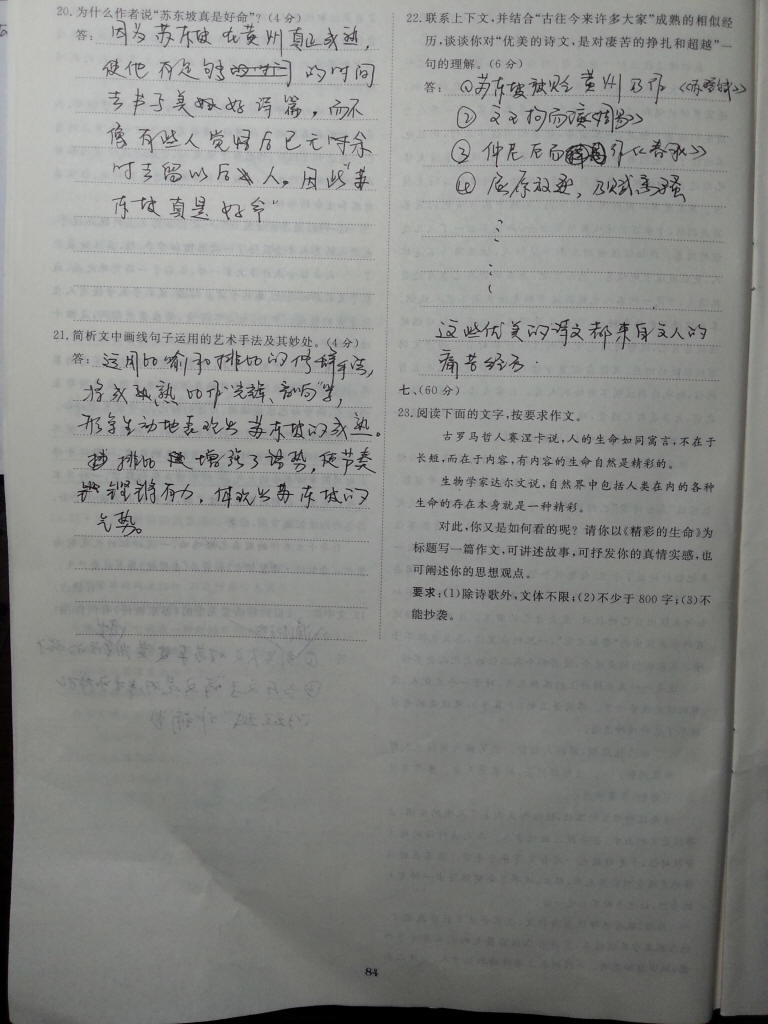 20.为什么作者说“苏东坡真是好命”?(4分)
答: 因为苏东坡在黄州真正成熟,
使他有足够的时间
去书写美好诗篇,而不
像有些人觉悟后已无时余
时去留以后人。因此“苏
东坡真是好命”
21.简析文中画线句子运用的艺术手法及其妙处。(4分)
答: 运用比喻和排比的修辞手法,
将成熟比作“光辉、音响”等,
形象生动地表现出苏东坡的成熟。
排比增强了语势,使节奏
铿锵有力,体现出苏东坡的
气势。
22.联系上下文,并结合“古往今来许多大家”成熟的相似经
历,谈谈你对“优美的诗文,是对凄苦的挣扎和超越”一
句的理解。(6分)
答: ①苏东坡被贬黄州乃作《赤壁赋》
② 文王拘而演《周易》
③ 仲尼厄而作《春秋》
④ 屈原放逐,乃赋离骚
这些优美的诗文都来自文人的
痛苦经历.
七、(60分)
23.阅读下面的文字,按要求作文。
古罗马哲人赛涅卡说,人的生命如同寓言,不在于
长短,而在于内容,有内容的生命自然是精彩的。
生物学家达尔文说,自然界中包括人类在内的各种
生命的存在本身就是一种精彩。
对此,你又是如何看的呢?请你以《精彩的生命》为
标题写一篇作文,可讲述故事,可抒发你的真情实感,也
可阐述你的思想观点。
要求:(1)除诗歌外,文体不限;(2)不少于800字;(3)不
能抄袭。
84